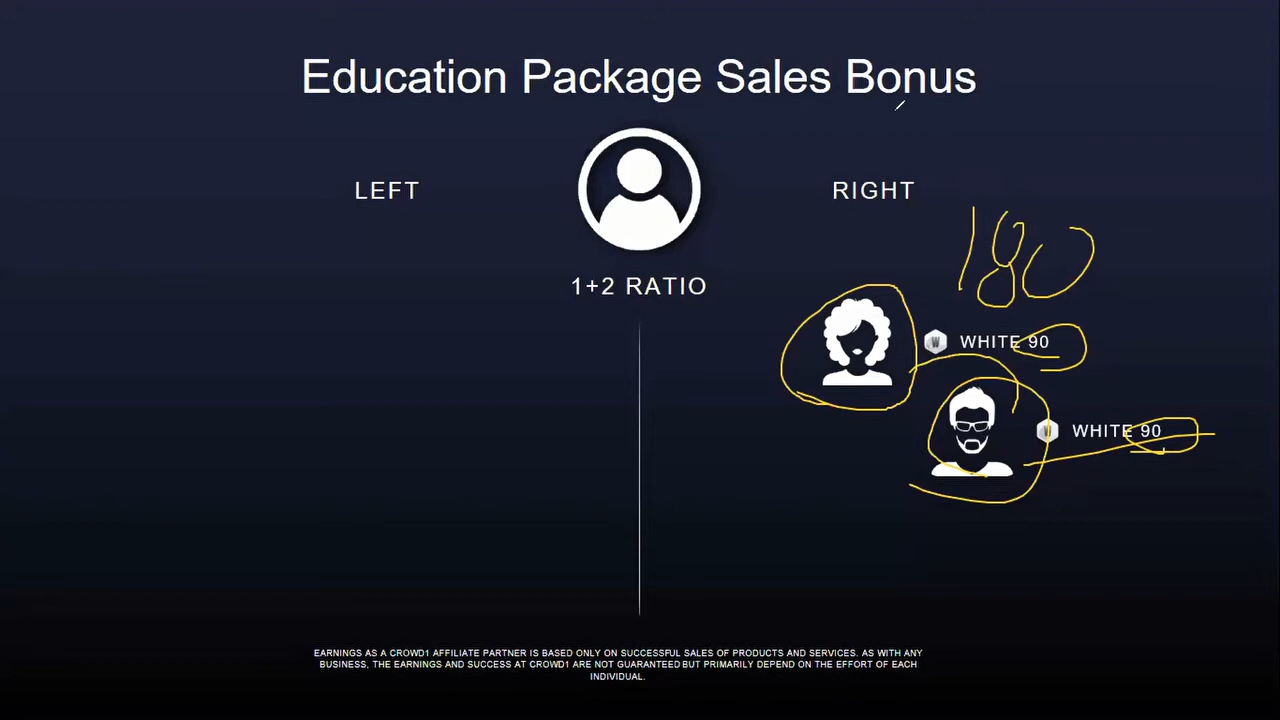 Education Package Sales Bonus
LEFT
RIGHT
180
1+2 RATIO
W WHITE 90
WHITE 90
EARNINGS AS A CROWD1 AFFILIATE PARTNER IS BASED ONLY ON SUCCESSFUL SALES OF PRODUCTS AND SERVICES. AS WITH ANY
BUSINESS, THE EARNINGS AND SUCCESS AT CROWD1 ARE NOT GUARANTEED BUT PRIMARILY DEPEND ON THE EFFORT OF EACH
INDIVIDUAL.